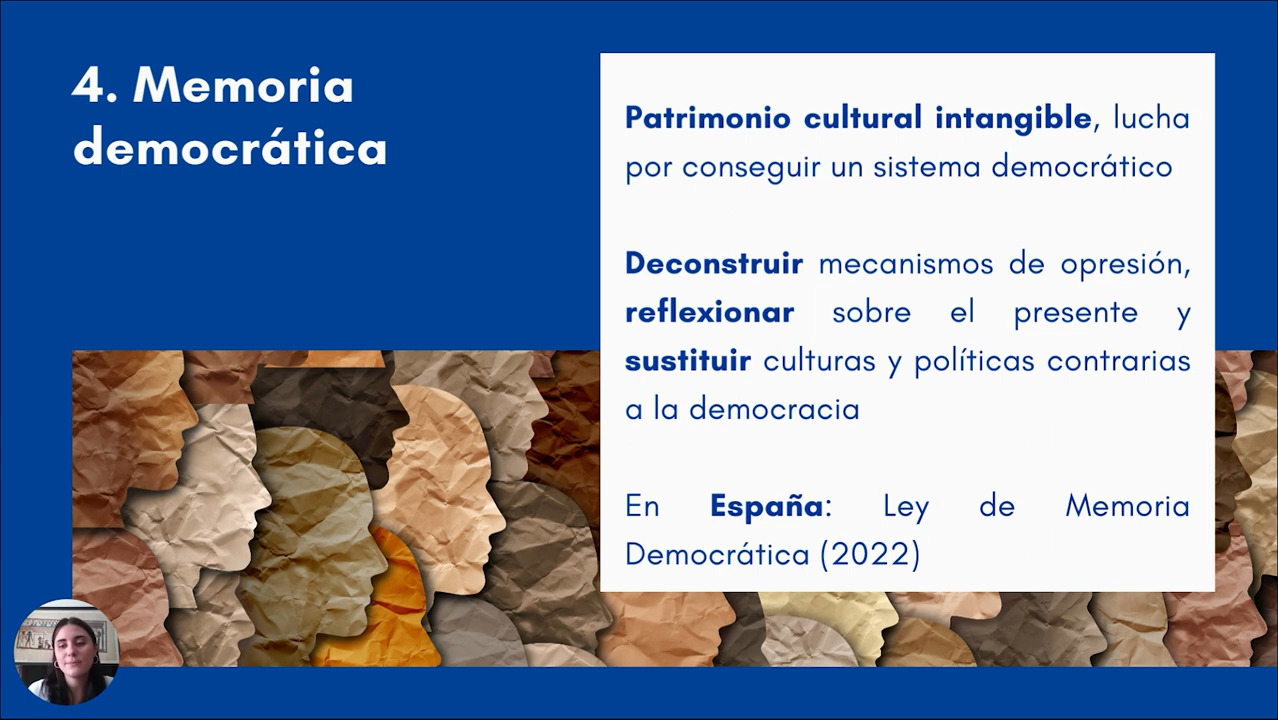 4. Memoria
democrática
Patrimonio cultural intangible, lucha
por conseguir un sistema democrático
Deconstruir mecanismos de opresión,
reflexionar sobre el presente y
sustituir culturas y políticas contrarias
a la democracia
En España: Ley de Memoria
Democrática (2022)